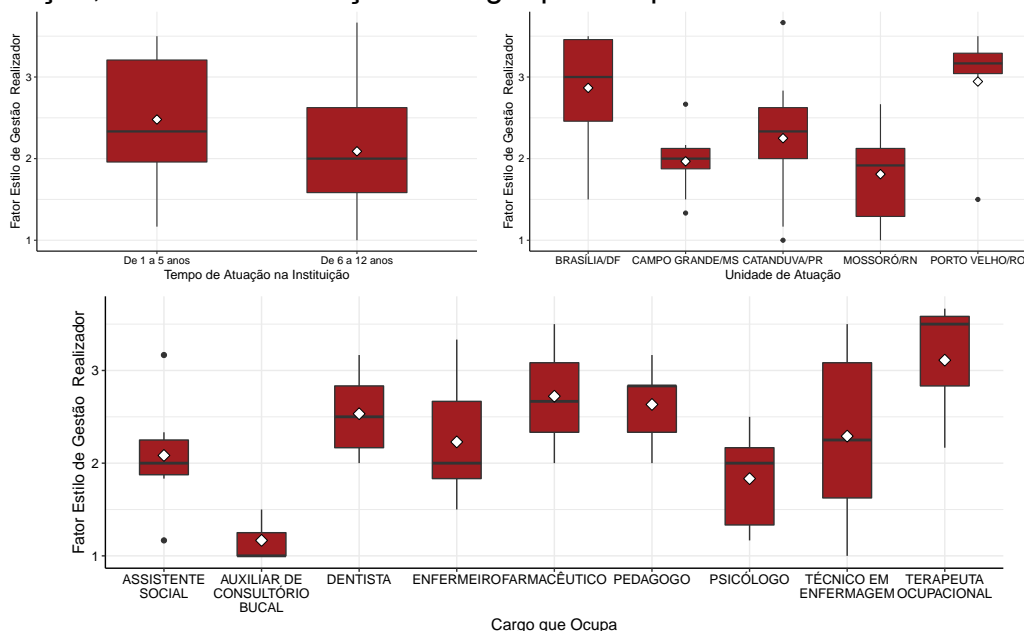 Fator Estilo de Gestão Realizador
3
2
1
De 1 a 5 anos
De 6 a 12 anos
Tempo de Atuação na Instituição
Fator Estilo de Gestão Realizador
3
2
1
BRASÍLIA/DF
CAMPO GRANDE/MS
CATANDUVA/PR
MOSSORÓ/RN
PORTO VELHO/RO
Unidade de Atuação
Fator Estilo de Gestão Realizador
3
2
1
ASSISTENTE
SOCIAL
AUXILIAR DE
CONSULTÓRIO
BUCAL
DENTISTA
ENFERMEIRO
FARMACÊUTICO
PEDAGOGO
PSICÓLOGO
TÉCNICO EM
ENFERMAGEM
TERAPEUTA
OCUPACIONAL
Cargo que Ocupa